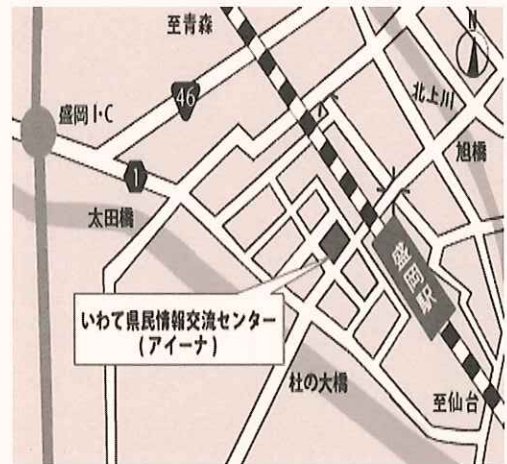 至青森
N
46
盛岡I・C
北上川
旭橋
1
太田橋
盛岡駅
いわて県民情報交流センター
(アイーナ)
杜の大橋
至仙台